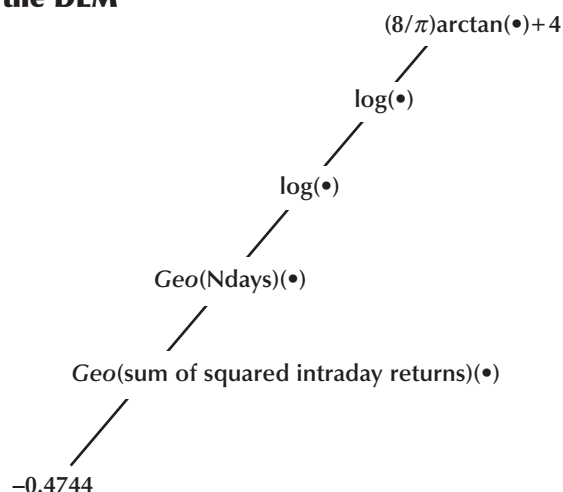 the DEM
(8/π)arctan(•)+4
log(•)
log(•)
Geo(Ndays)(•)
Geo(sum of squared intraday returns)(•)
–0.4744